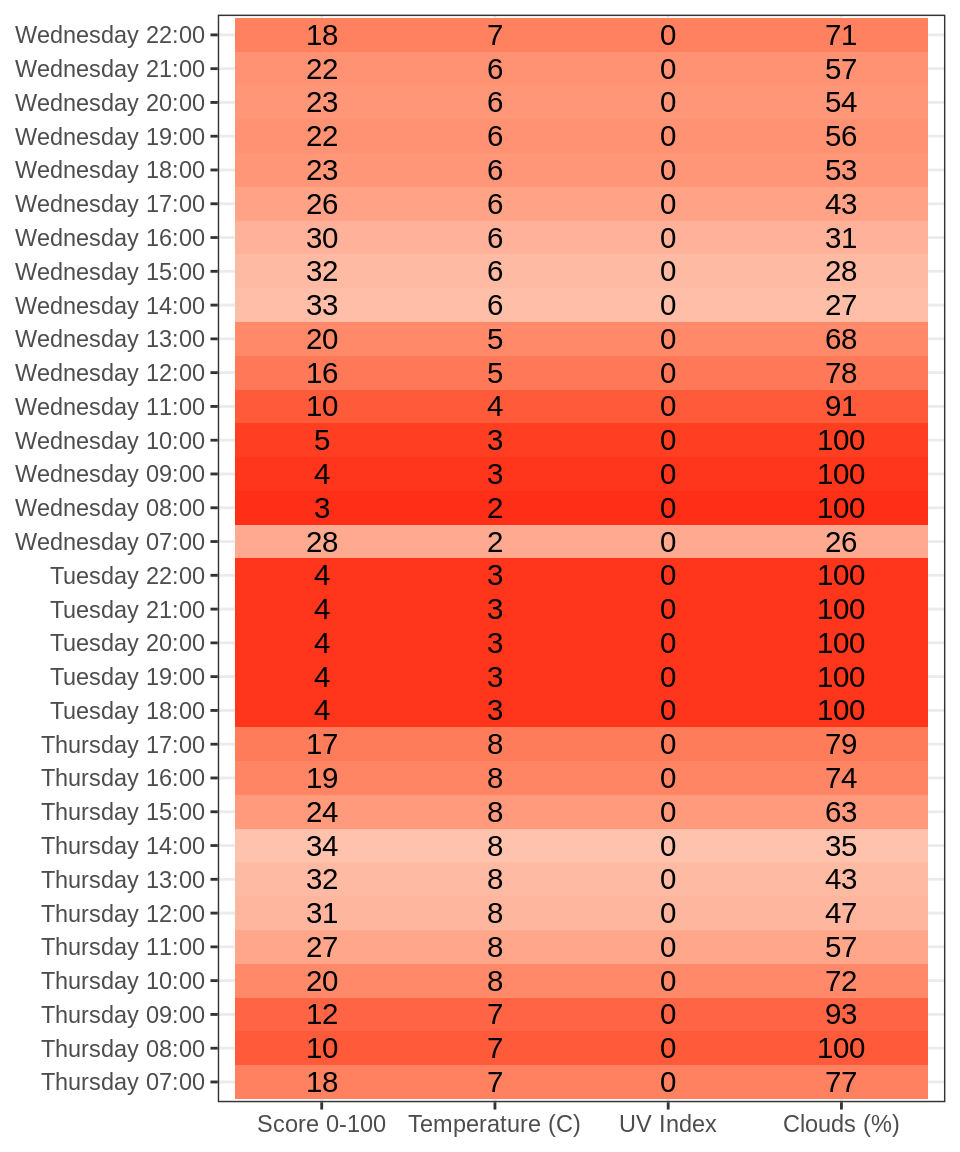 Wednesday 22:00 18 7 0 71
Wednesday 21:00 22 6 0 57
Wednesday 20:00 23 6 0 54
Wednesday 19:00 22 6 0 56
Wednesday 18:00 23 6 0 53
Wednesday 17:00 26 6 0 43
Wednesday 16:00 30 6 0 31
Wednesday 15:00 32 6 0 28
Wednesday 14:00 33 6 0 27
Wednesday 13:00 20 5 0 68
Wednesday 12:00 16 5 0 78
Wednesday 11:00 10 4 0 91
Wednesday 10:00 5 3 0 100
Wednesday 09:00 4 3 0 100
Wednesday 08:00 3 2 0 100
Wednesday 07:00 28 2 0 26
Tuesday 22:00 4 3 0 100
Tuesday 21:00 4 3 0 100
Tuesday 20:00 4 3 0 100
Tuesday 19:00 4 3 0 100
Tuesday 18:00 4 3 0 100
Thursday 17:00 17 8 0 79
Thursday 16:00 19 8 0 74
Thursday 15:00 24 8 0 63
Thursday 14:00 34 8 0 35
Thursday 13:00 32 8 0 43
Thursday 12:00 31 8 0 47
Thursday 11:00 27 8 0 57
Thursday 10:00 20 8 0 72
Thursday 09:00 12 7 0 93
Thursday 08:00 10 7 0 100
Thursday 07:00 18 7 0 77
Score 0-100 Temperature (C) UV Index Clouds (%)